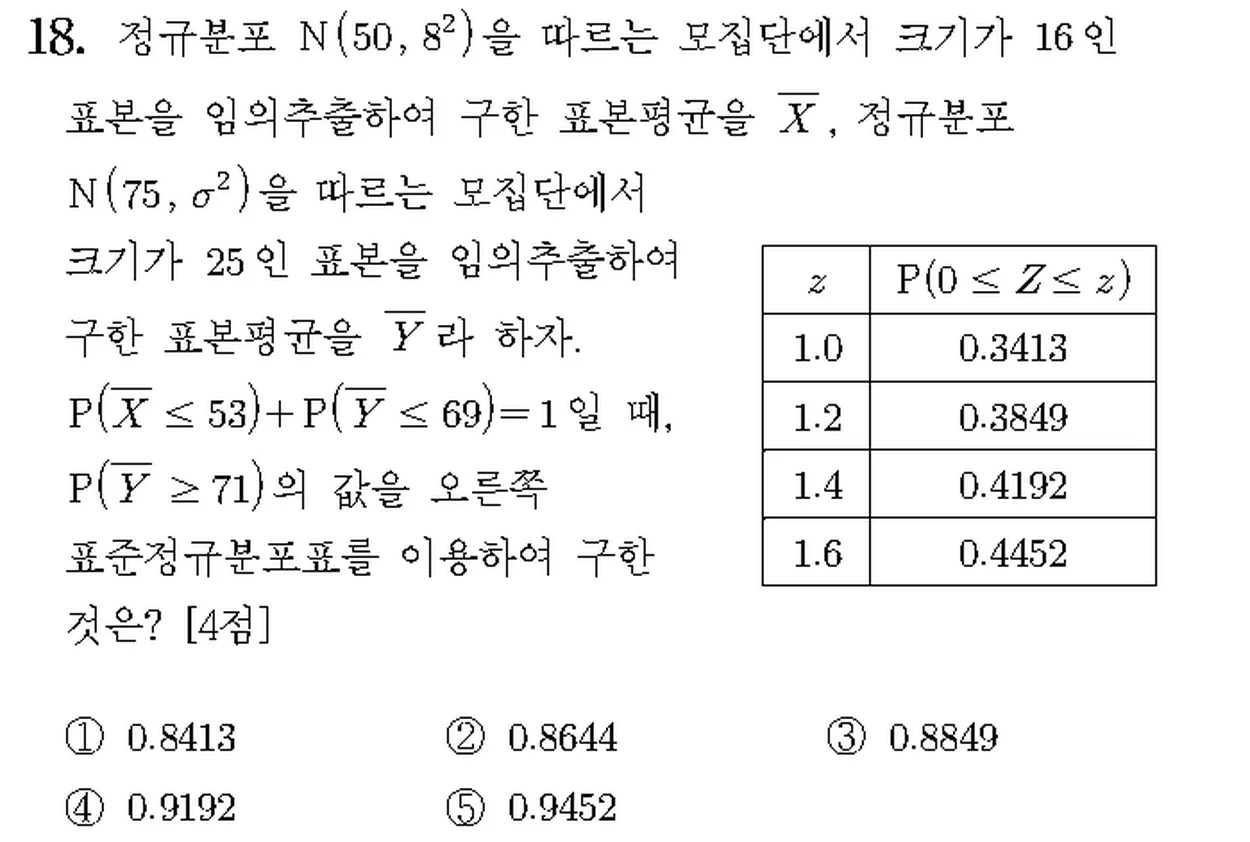 18. 정규분포 N(50, 8²)을 따르는 모집단에서 크기가 16인
표본을 임의추출하여 구한 표본평균을 X̅, 정규분포
N(75, σ²)을 따르는 모집단에서
크기가 25인 표본을 임의추출하여
구한 표본평균을 Y̅라 하자.
P(X̅ ≤ 53)+P(Y̅ ≤ 69)=1일 때,
P(Y̅ ≥ 71)의 값을 오른쪽
표준정규분포표를 이용하여 구한
것은? [4점]
z P(0 ≤ Z ≤ z)
1.0 0.3413
1.2 0.3849
1.4 0.4192
1.6 0.4452
① 0.8413 ② 0.8644 ③ 0.8849
④ 0.9192 ⑤ 0.9452